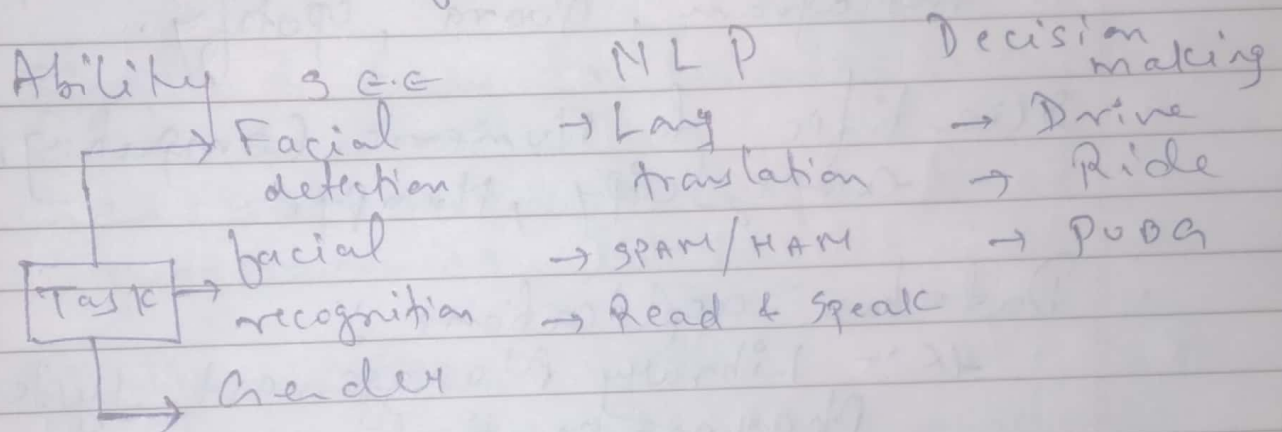 Ability SEE NLP Decision making
→ Facial detection → Lang translation → Drive
→ Ride
Task → facial recognition → SPAM/HAM → PUBG
→ Read & Speak
→ Gender